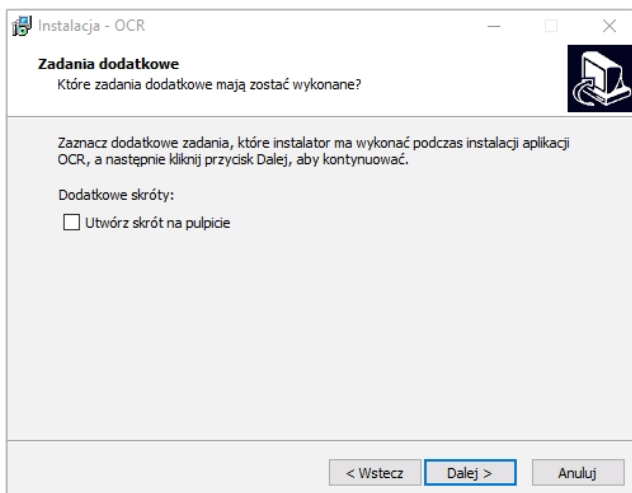 Instalacja - OCR
Zadania dodatkowe
Które zadania dodatkowe mają zostać wykonane?
Zaznacz dodatkowe zadania, które instalator ma wykonać podczas instalacji aplikacji
OCR, a następnie kliknij przycisk Dalej, aby kontynuować.
Dodatkowe skróty:
Utwórz skrót na pulpicie
< Wstecz Dalej > Anuluj